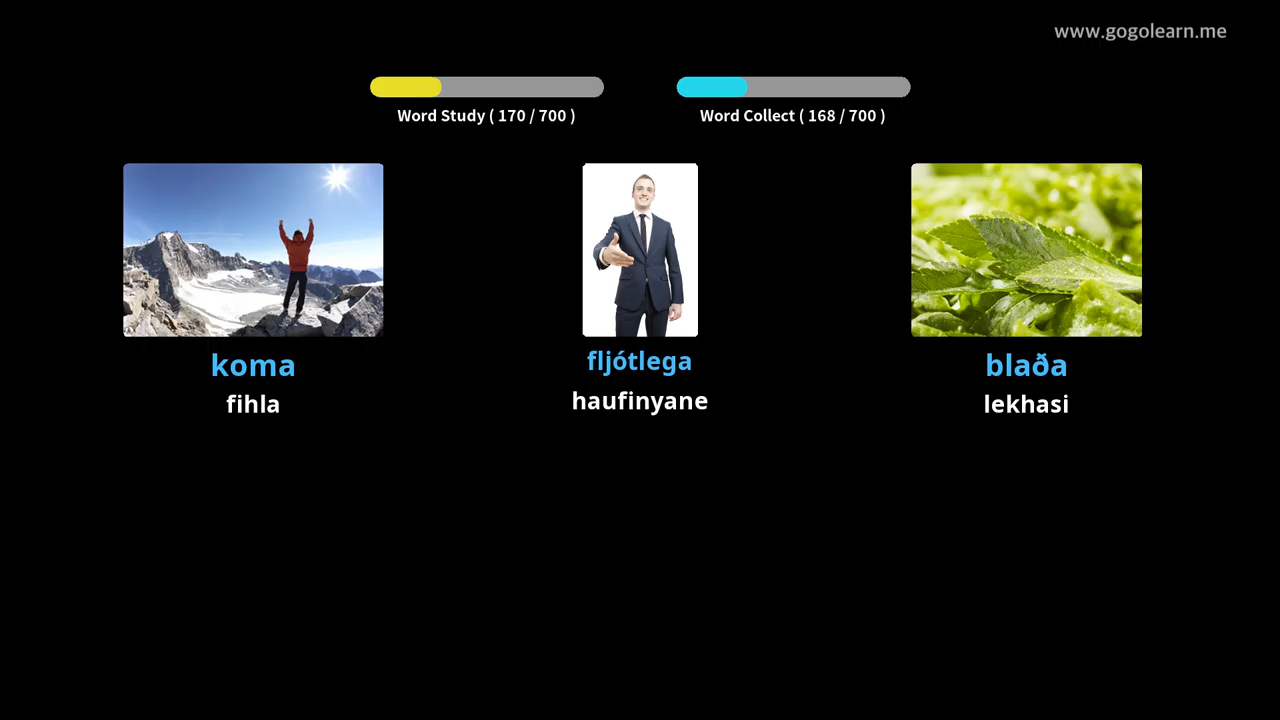 www.gogolearn.me
Word Study ( 170 / 700 )
Word Collect ( 168 / 700 )
koma
fihla
fljótlega
haufinyane
blaða
lekhasi